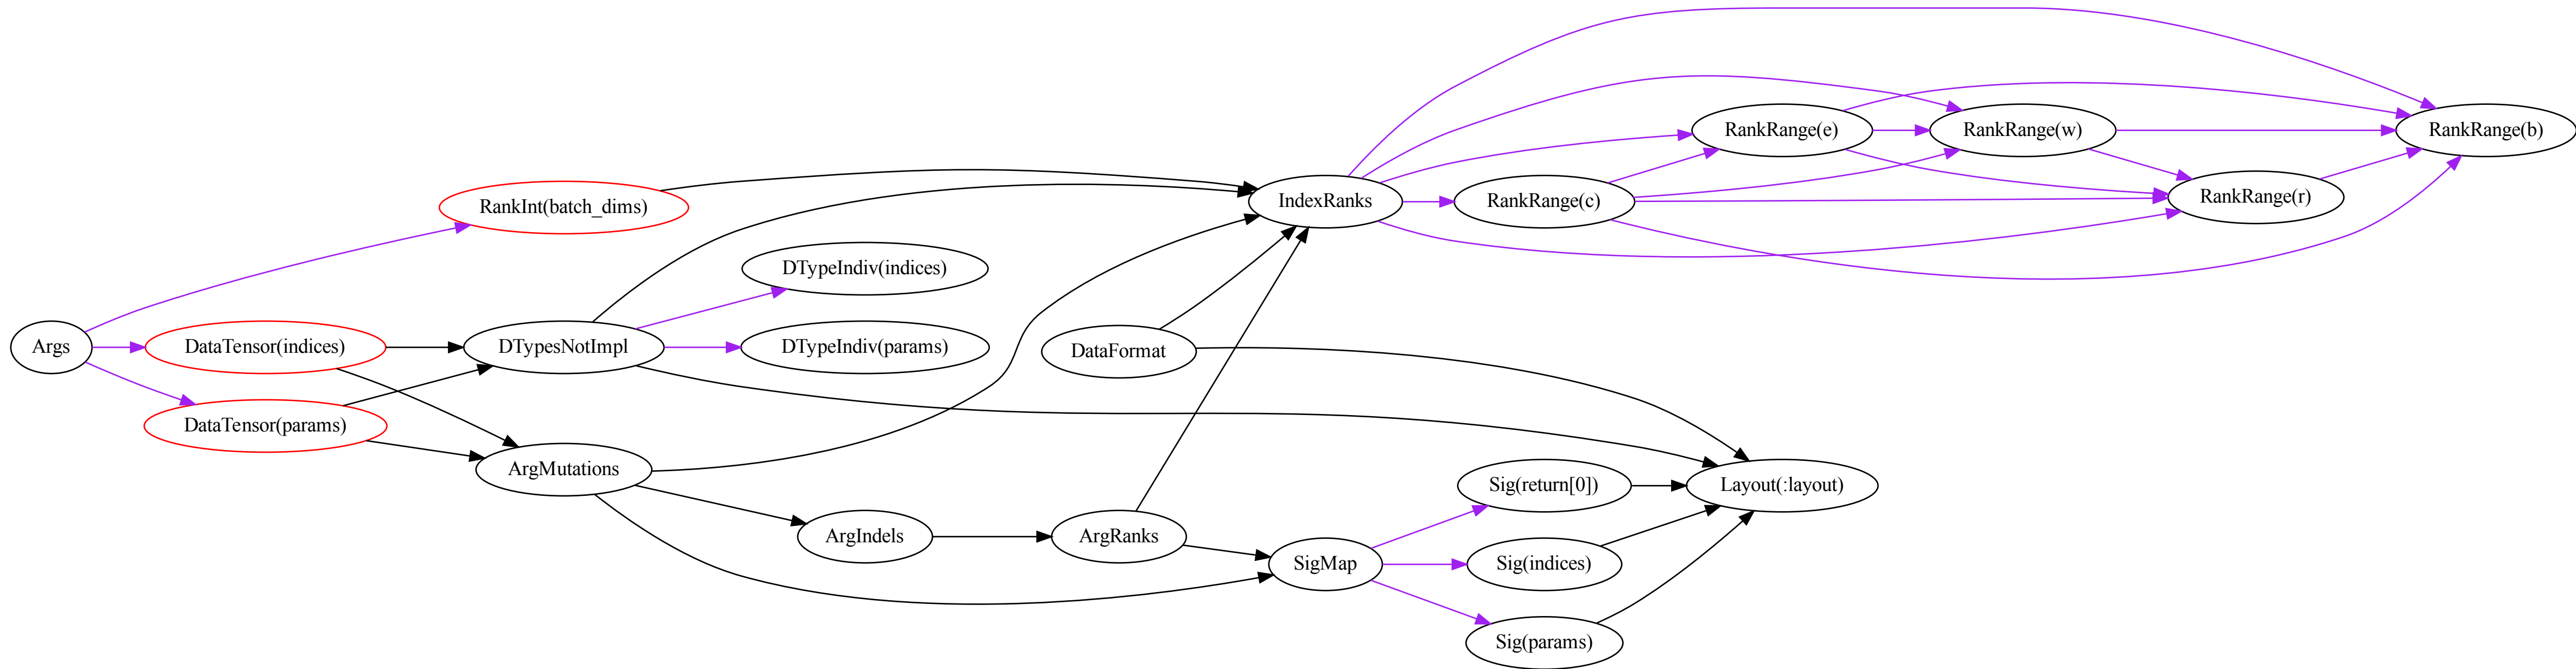 RankRange(e)
RankRange(w)
RankRange(b)
RankInt(batch_dims)
IndexRanks
RankRange(c)
RankRange(r)
DTypeIndiv(indices)
Args
DataTensor(indices)
DTypesNotImpl
DTypeIndiv(params)
DataFormat
DataTensor(params)
ArgMutations
Sig(return[0])
Layout(:layout)
ArgIndels
ArgRanks
SigMap
Sig(indices)
Sig(params)